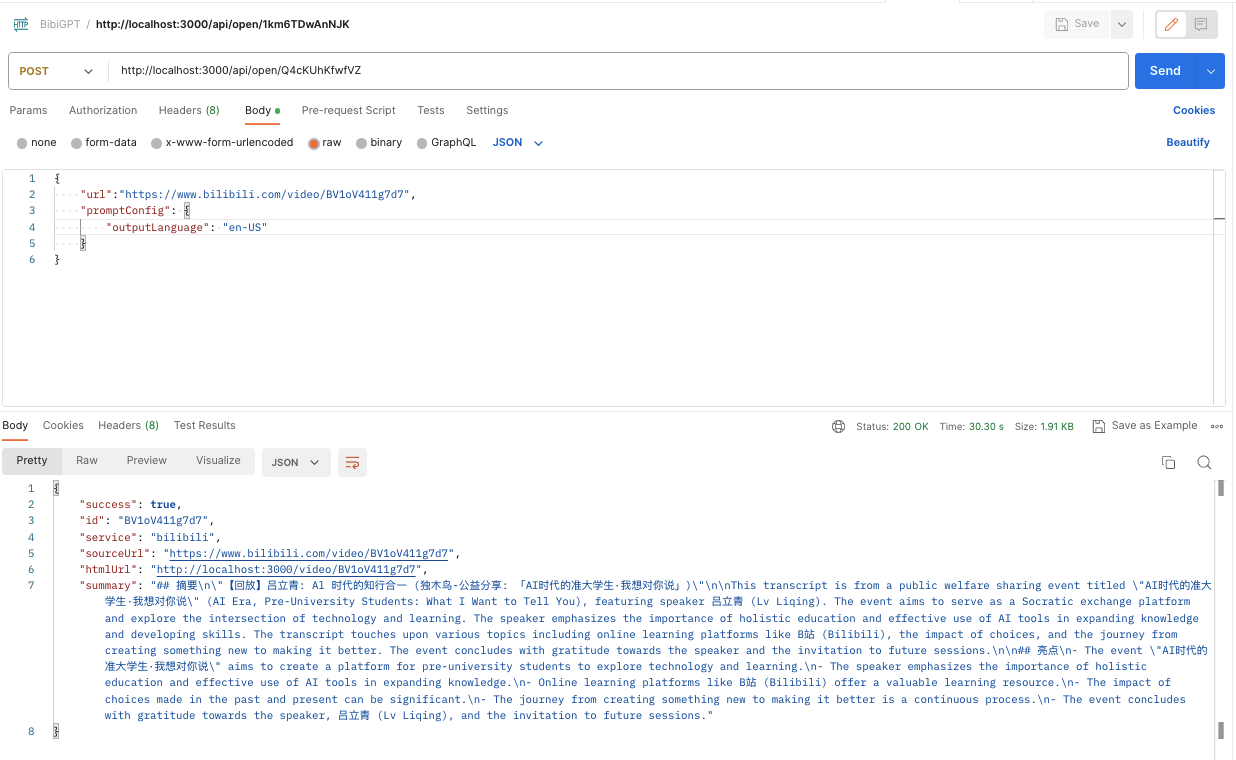 HTTP BibiGPT / http://localhost:3000/api/open/1km6TDwAnNJK Save
POST http://localhost:3000/api/open/Q4cKUhKfwfVZ Send
Params Authorization Headers (8) Body Pre-request Script Tests Settings Cookies
none form-data x-www-form-urlencoded raw binary GraphQL JSON Beautify
1 {
2 "url":"https://www.bilibili.com/video/BV1oV411g7d7",
3 "promptConfig": {
4 "outputLanguage": "en-US"
5 }
6 }
Body Cookies Headers (8) Test Results Status: 200 OK Time: 30.30 s Size: 1.91 KB Save as Example
Pretty Raw Preview Visualize JSON
1 {
2 "success": true,
3 "id": "BV1oV411g7d7",
4 "service": "bilibili",
5 "sourceUrl": "https://www.bilibili.com/video/BV1oV411g7d7",
6 "htmlUrl": "http://localhost:3000/video/BV1oV411g7d7",
7 "summary": "## 摘要\n\"【回放】吕立青: Al 时代的知行合一 (独木鸟-公益分享: 「AI时代的准大学生·我想对你说」)\"\n\nThis transcript is from a public welfare sharing event titled \"AI时代的准大
学生·我想对你说\" (AI Era, Pre-University Students: What I Want to Tell You), featuring speaker 吕立青 (Lv Liqing). The event aims to serve as a Socratic exchange platform
and explore the intersection of technology and learning. The speaker emphasizes the importance of holistic education and effective use of AI tools in expanding knowledge
and developing skills. The transcript touches upon various topics including online learning platforms like B站 (Bilibili), the impact of choices, and the journey from
creating something new to making it better. The event concludes with gratitude towards the speaker and the invitation to future sessions.\n\n## 亮点\n- The event \"AI时代的
准大学生·我想对你说\" aims to create a platform for pre-university students to explore technology and learning.\n- The speaker emphasizes the importance of holistic
education and effective use of AI tools in expanding knowledge.\n- Online learning platforms like B站 (Bilibili) offer a valuable learning resource.\n- The impact of
choices made in the past and present can be significant.\n- The journey from creating something new to making it better is a continuous process.\n- The event concludes
with gratitude towards the speaker, 吕立青 (Lv Liqing), and the invitation to future sessions."
8 }